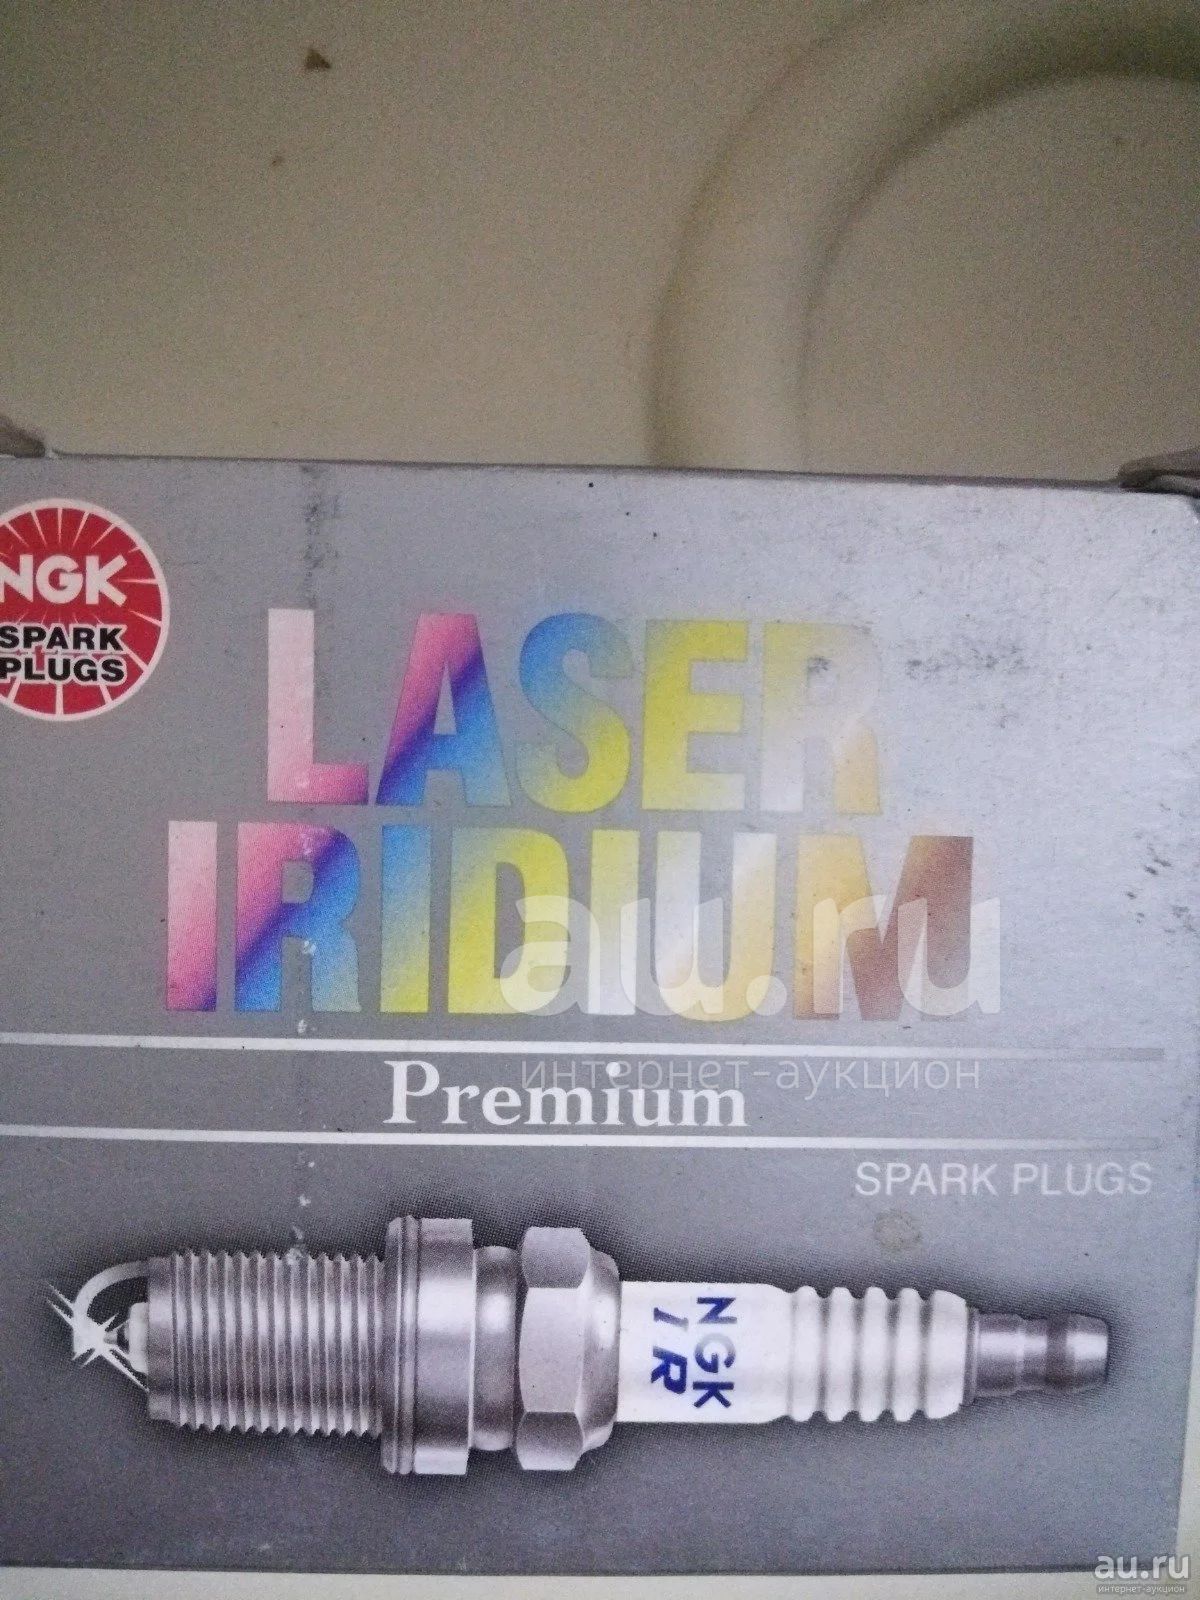 NGK
SPARK
PLUGS
LASER
IRIDIUM
au.ru
интернет-аукцион
Premium
SPARK PLUGS
NGK
IR
au.ru
интернет-аукцион